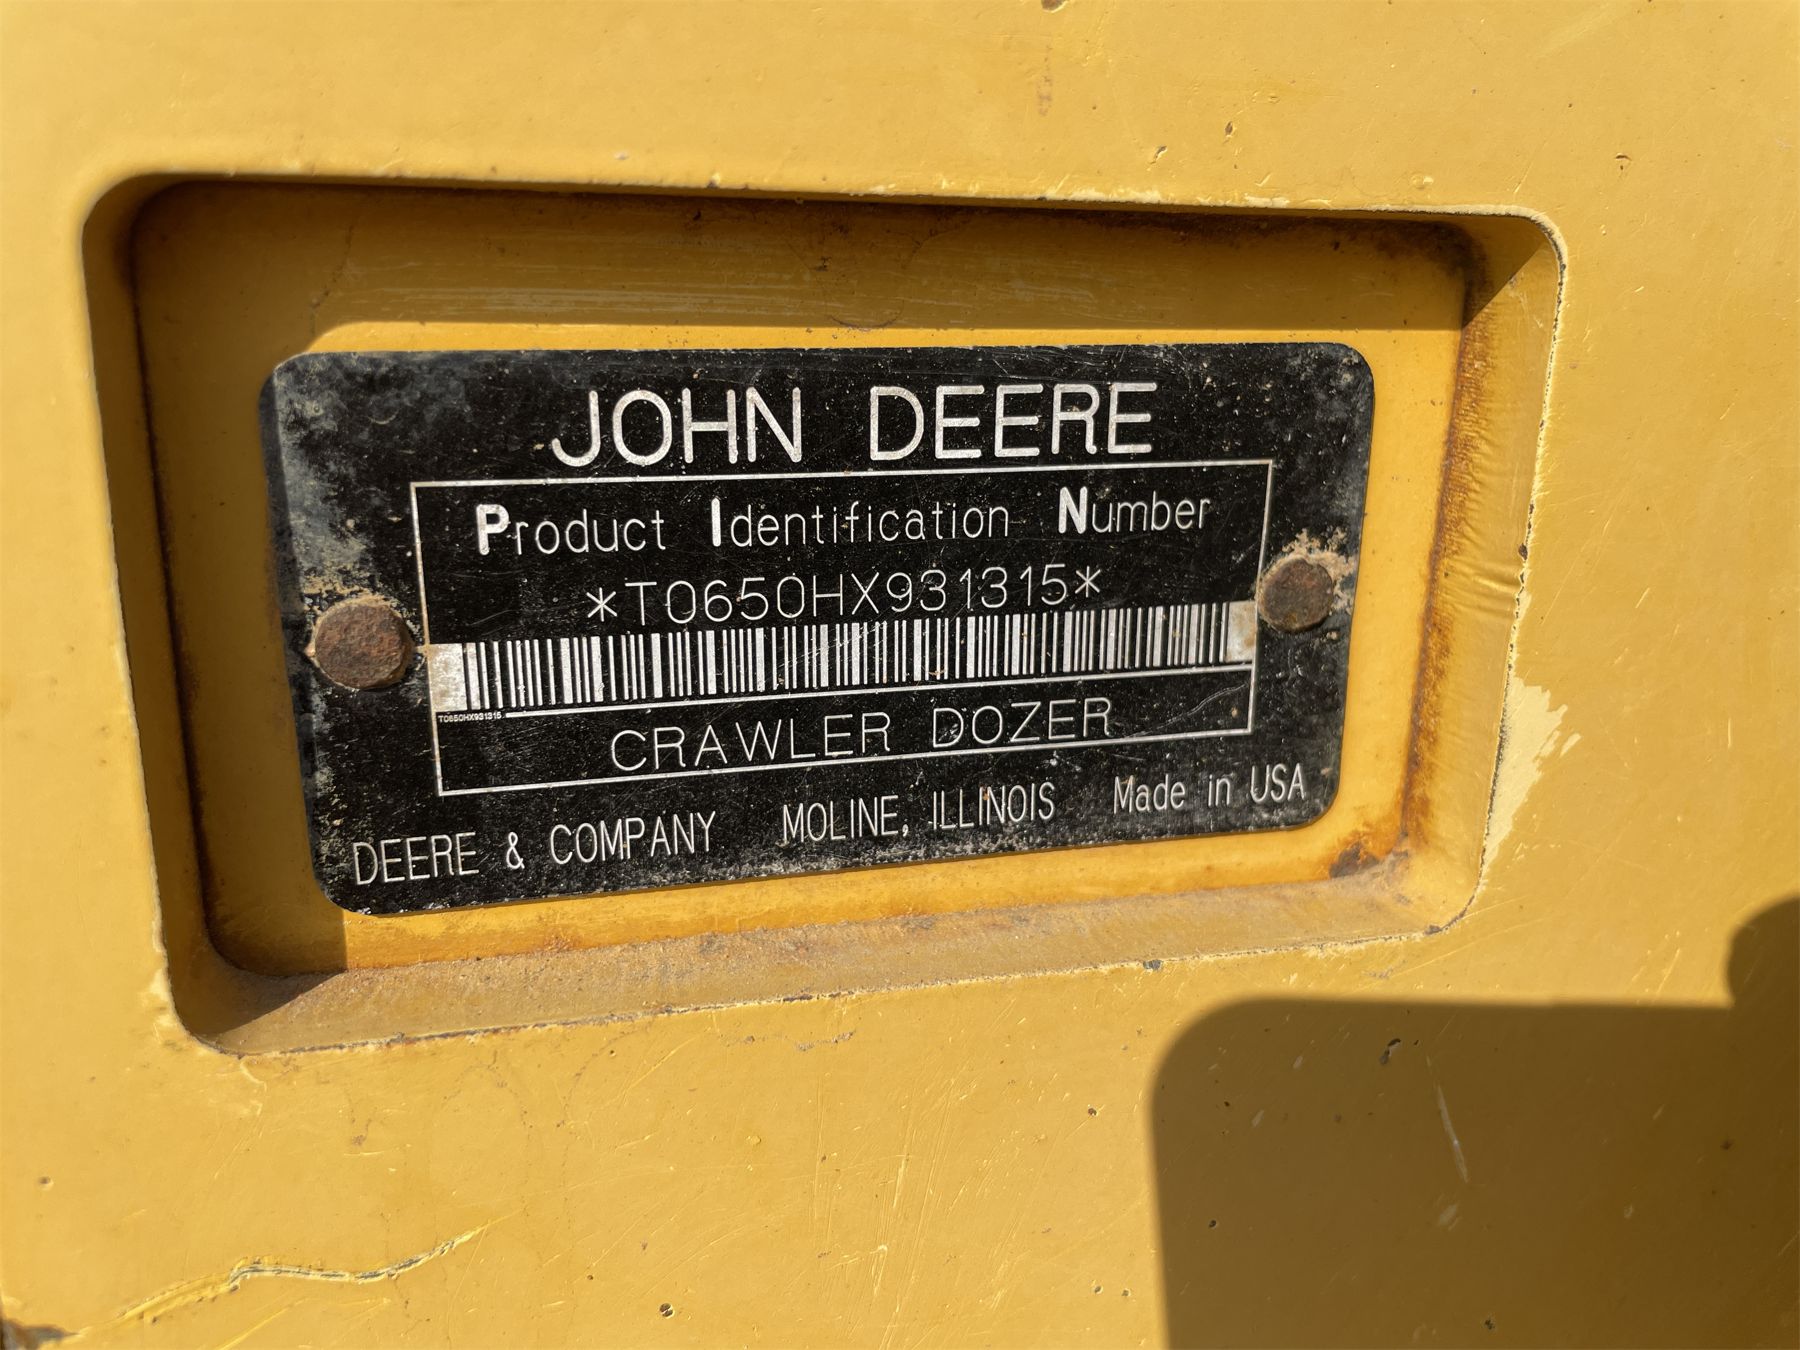 JOHN DEERE
Product Identification Number
*T0650HX931315*
T0650HX931315
CRAWLER DOZER
DEERE & COMPANY MOLINE, ILLINOIS Made in USA